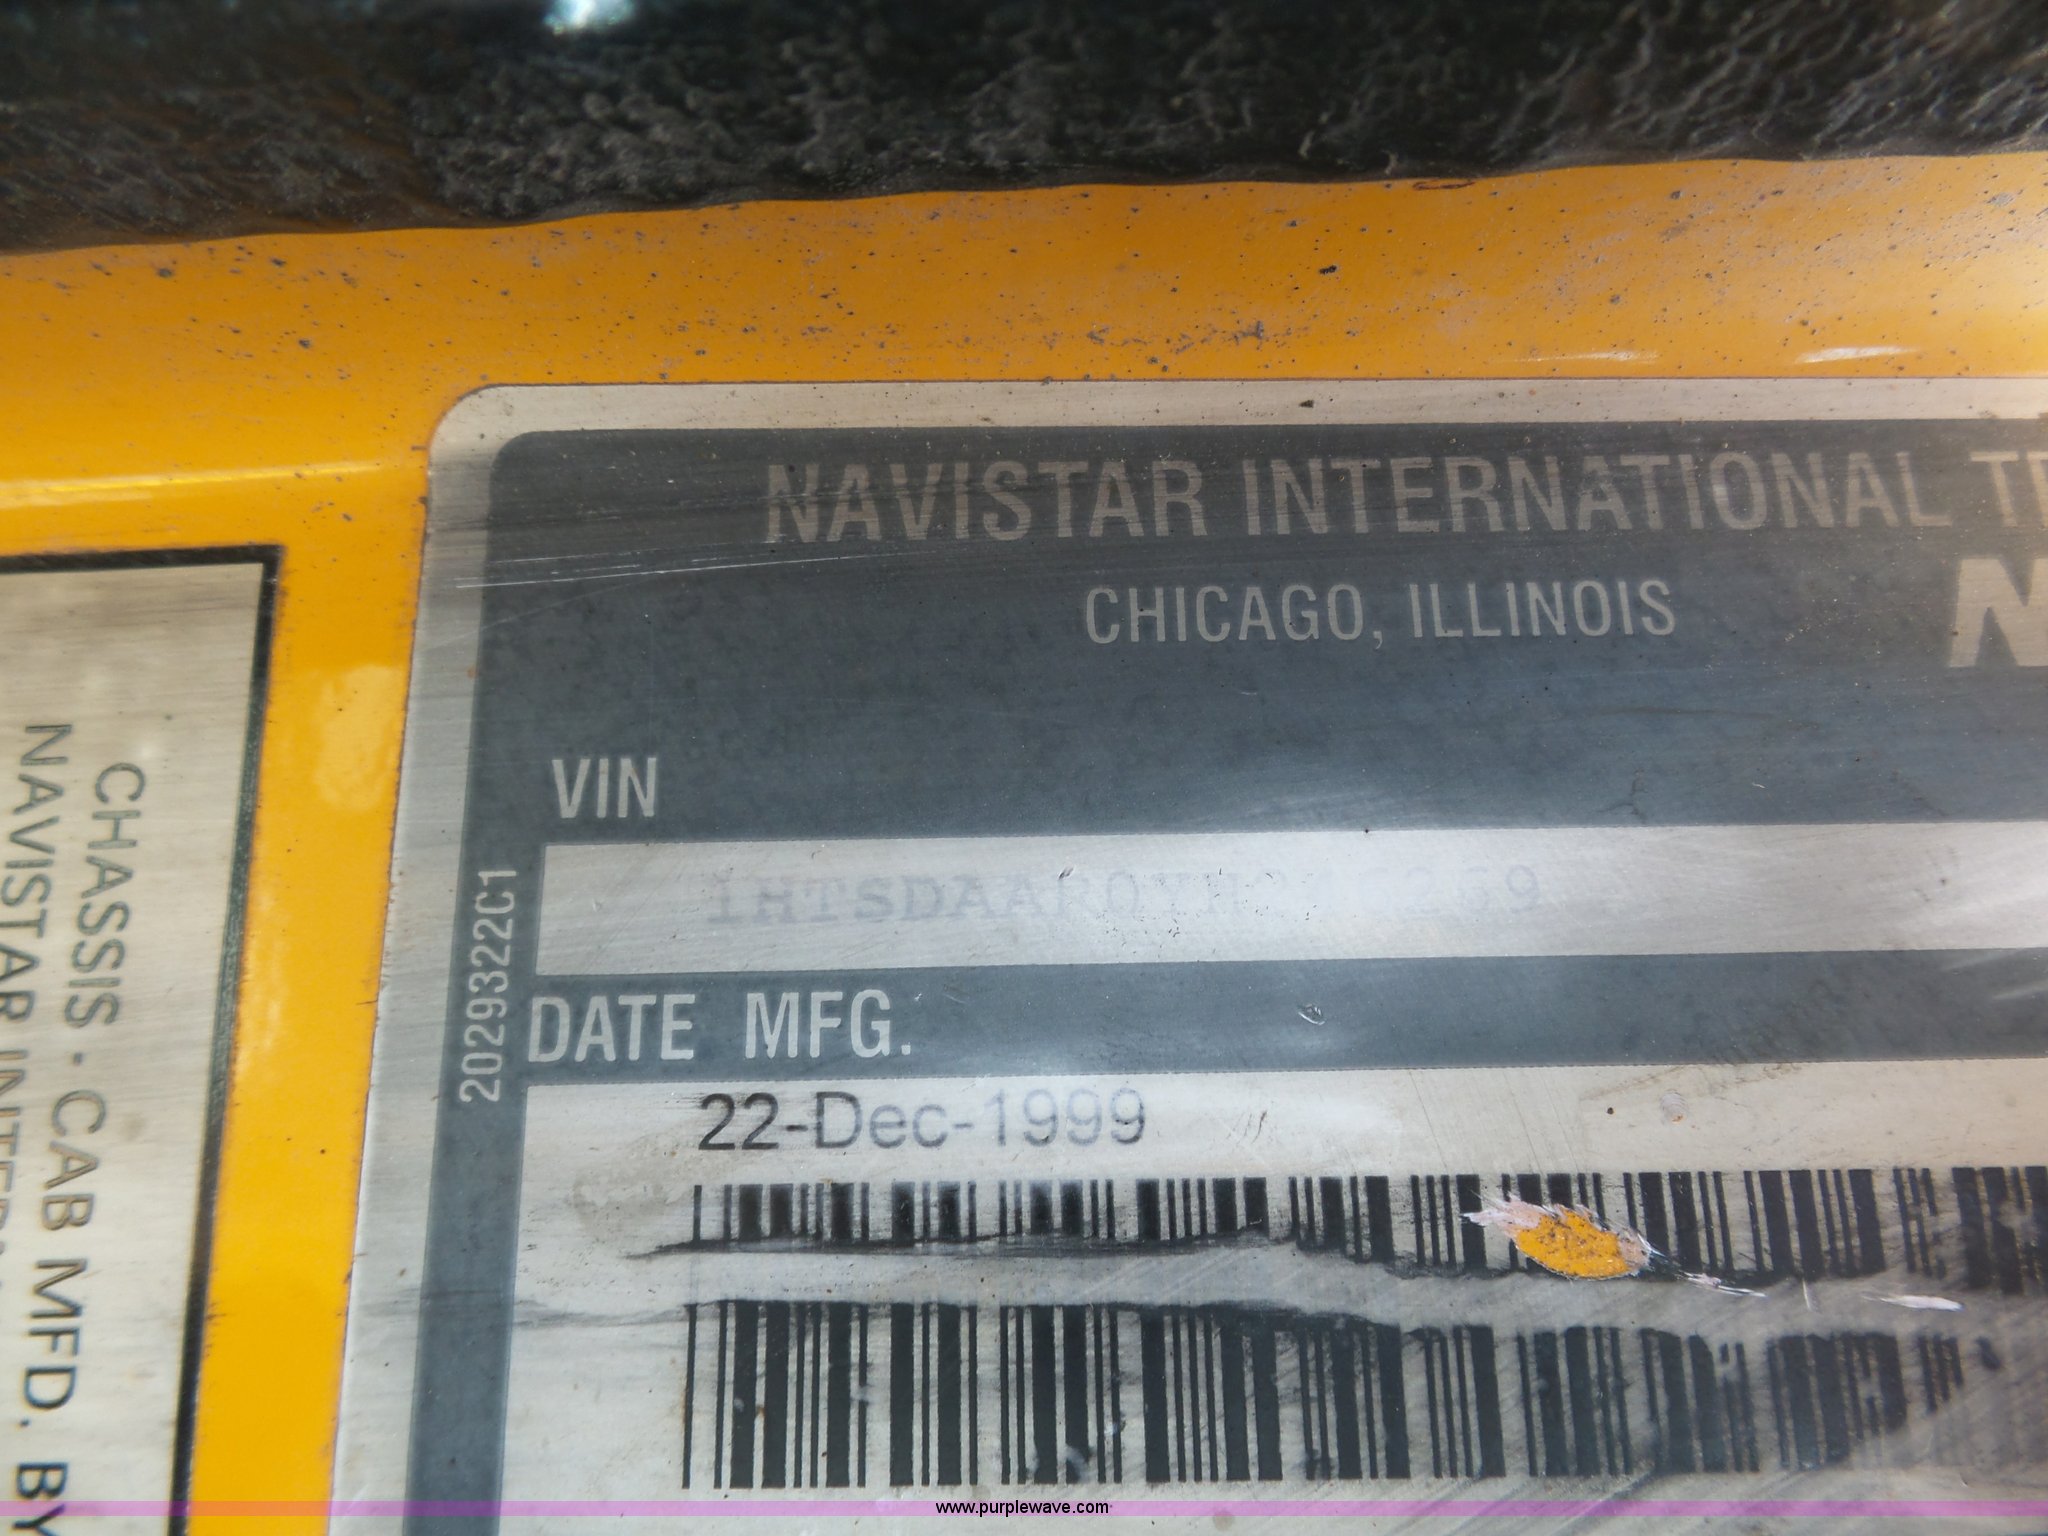 NAVISTAR INTERNATIONAL
CHICAGO, ILLINOIS
VIN
DATE MFG.
22-Dec-1999
2029322C1
CHASSIS - CAB MFD. BY
NAVISTAR
www.purplewave.com